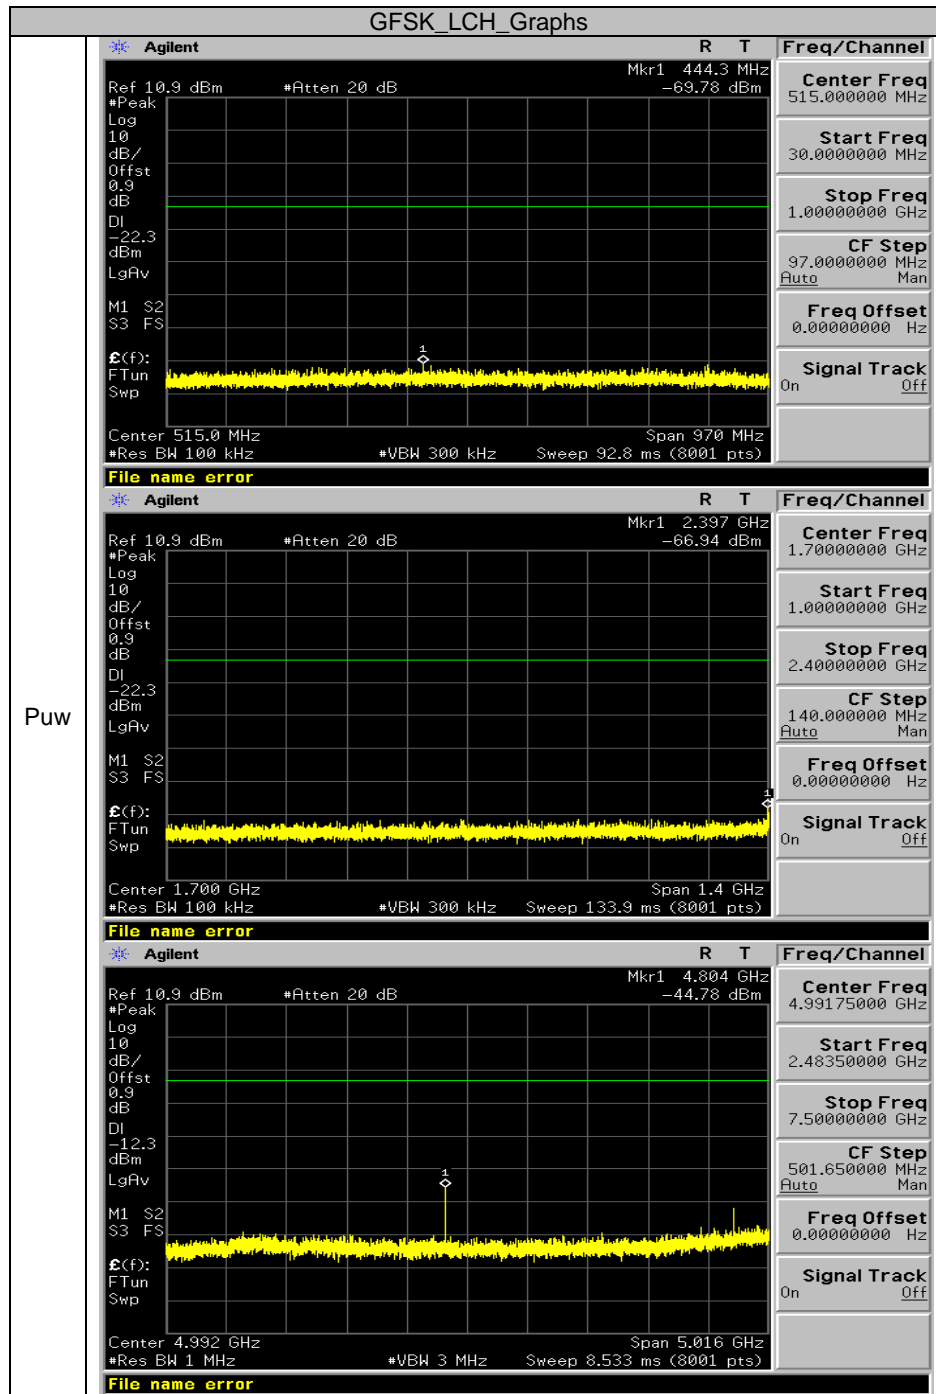 GFSK_LCH_Graphs
Puw
Agilent R T Freq/Channel
Mkr1 444.3 MHz
Ref 10.9 dBm #Atten 20 dB -69.78 dBm
#Peak
Log
10
dB/
Offst
0.9
dB
DI
-22.3
dBm
LgAv
M1 S2
S3 FS
£(f):
FTun
Swp
1
Center 515.0 MHz Span 970 MHz
#Res BW 100 kHz #VBW 300 kHz Sweep 92.8 ms (8001 pts)
File name error
Center Freq
515.000000 MHz
Start Freq
30.0000000 MHz
Stop Freq
1.00000000 GHz
CF Step
97.0000000 MHz
Auto Man
Freq Offset
0.00000000 Hz
Signal Track
On Off
Agilent R T Freq/Channel
Mkr1 2.397 GHz
Ref 10.9 dBm #Atten 20 dB -66.94 dBm
#Peak
Log
10
dB/
Offst
0.9
dB
DI
-22.3
dBm
LgAv
M1 S2
S3 FS
£(f):
FTun
Swp
1
Center 1.700 GHz Span 1.4 GHz
#Res BW 100 kHz #VBW 300 kHz Sweep 133.9 ms (8001 pts)
File name error
Center Freq
1.70000000 GHz
Start Freq
1.00000000 GHz
Stop Freq
2.40000000 GHz
CF Step
140.000000 MHz
Auto Man
Freq Offset
0.00000000 Hz
Signal Track
On Off
Agilent R T Freq/Channel
Mkr1 4.804 GHz
Ref 10.9 dBm #Atten 20 dB -44.78 dBm
#Peak
Log
10
dB/
Offst
0.9
dB
DI
-12.3
dBm
LgAv
M1 S2
S3 FS
£(f):
FTun
Swp
1
Center 4.992 GHz Span 5.016 GHz
#Res BW 1 MHz #VBW 3 MHz Sweep 8.533 ms (8001 pts)
File name error
Center Freq
4.99175000 GHz
Start Freq
2.48350000 GHz
Stop Freq
7.50000000 GHz
CF Step
501.650000 MHz
Auto Man
Freq Offset
0.00000000 Hz
Signal Track
On Off